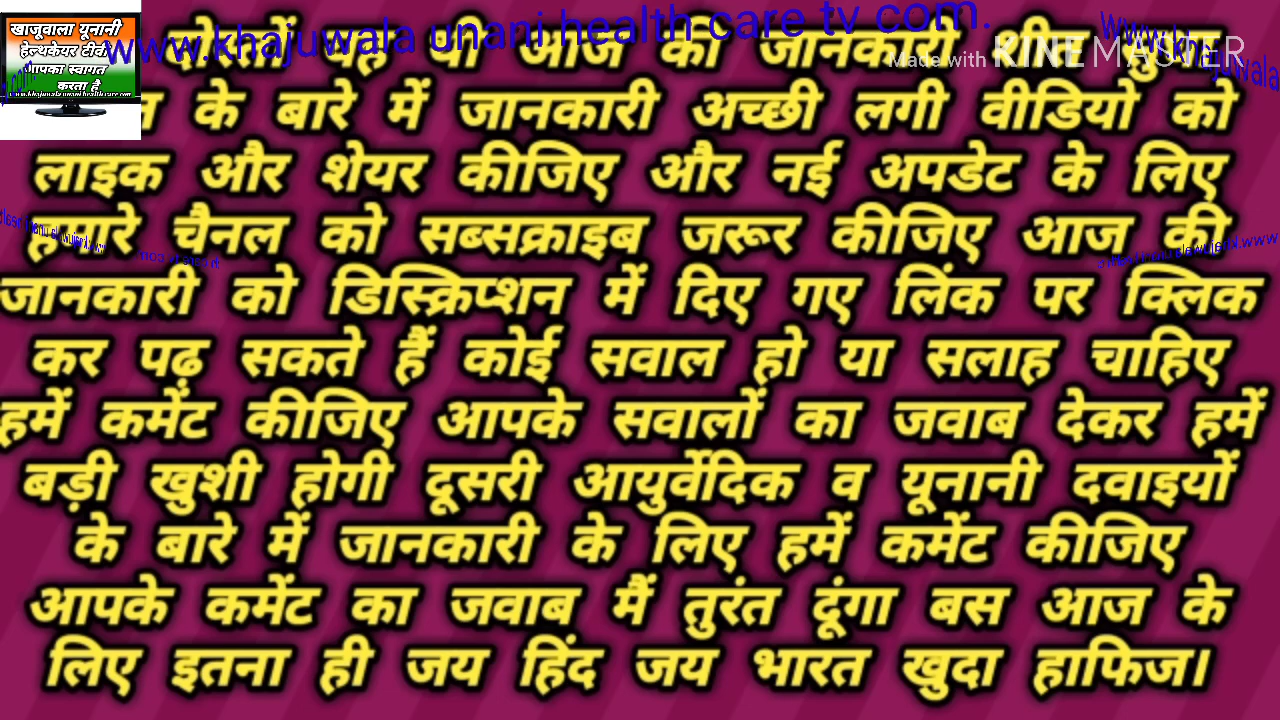 खाजूवाला यूनानी
हेल्थकेयर टीवी
आपका स्वागत
करता है
www.khajuwala unani health care tv com.
Made with KINEMASTER
यह थी आज की जानकारी
के बारे में जानकारी अच्छी लगी वीडियो को
लाइक और शेयर कीजिए और नई अपडेट के लिए
हमारे चैनल को सब्सक्राइब जरूर कीजिए आज की
जानकारी को डिस्क्रिप्शन में दिए गए लिंक पर क्लिक
कर पढ़ सकते हैं कोई सवाल हो या सलाह चाहिए
हमें कमेंट कीजिए आपके सवालों का जवाब देकर हमें
बड़ी खुशी होगी दूसरी आयुर्वेदिक व यूनानी दवाइयों
के बारे में जानकारी के लिए हमें कमेंट कीजिए
आपके कमेंट का जवाब मैं तुरंत दूंगा बस आज के
लिए इतना ही जय हिंद जय भारत खुदा हाफिज।